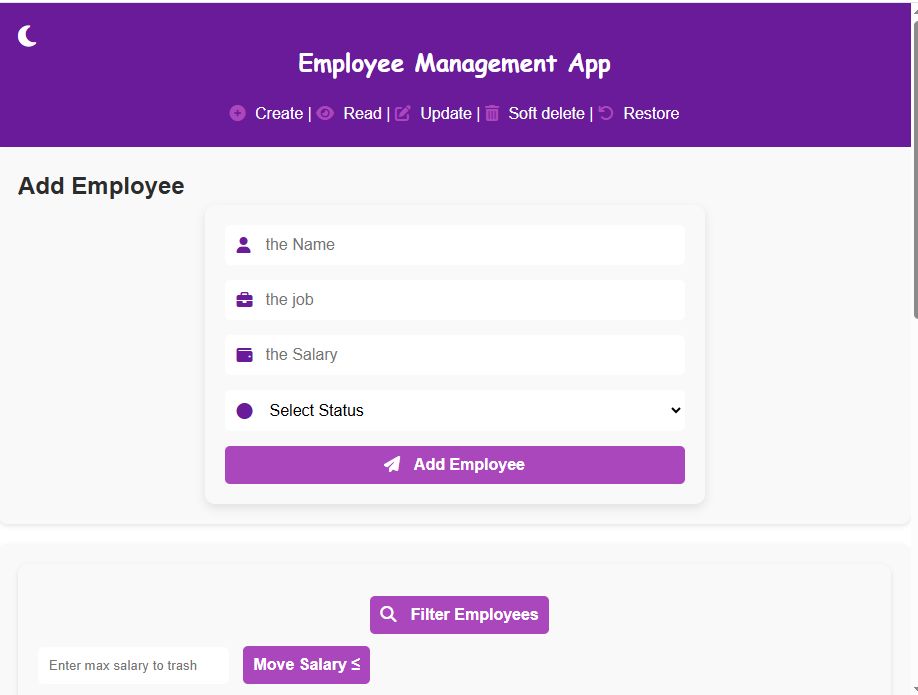 Employee Management App
Create | Read | Update | Soft delete | Restore
Add Employee
the Name
the job
the Salary
Select Status
Add Employee
Filter Employees
Enter max salary to trash
Move Salary ≤